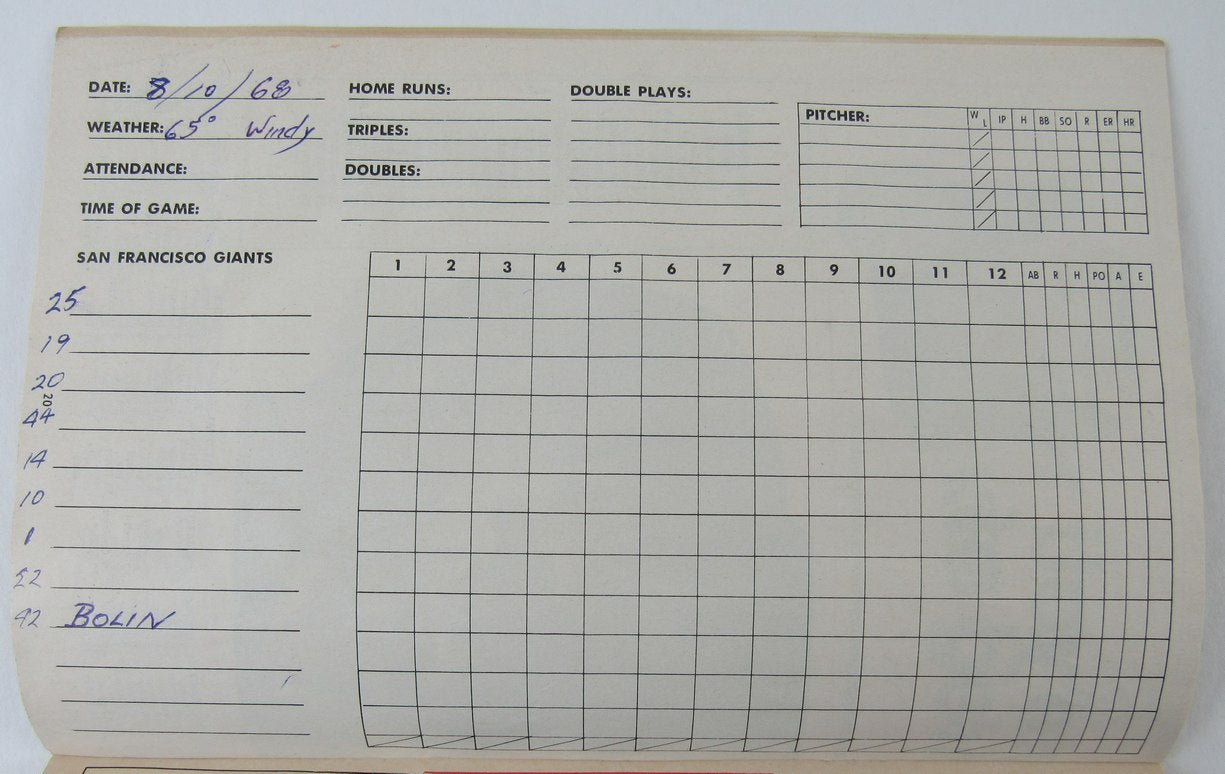 DATE: 8/10/68
WEATHER: 65° Windy
ATTENDANCE:
TIME OF GAME:
HOME RUNS:
TRIPLES:
DOUBLES:
DOUBLE PLAYS:
PITCHER: W L IP H BB SO R ER HR
SAN FRANCISCO GIANTS 1 2 3 4 5 6 7 8 9 10 11 12 AB R H PO A E
25
19
20
20
44
14
10
1
22
42 BOLIN